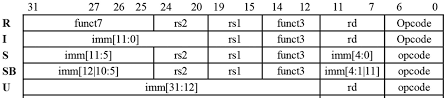 31 27 26 25 24 20 19 15 14 12 11 7 6 0
R funct7 rs2 rs1 funct3 rd Opcode
I imm[11:0] rs1 funct3 rd Opcode
S imm[11:5] rs2 rs1 funct3 imm[4:0] opcode
SB imm[12|10:5] rs2 rs1 funct3 imm[4:1|11] opcode
U imm[31:12] rd opcode